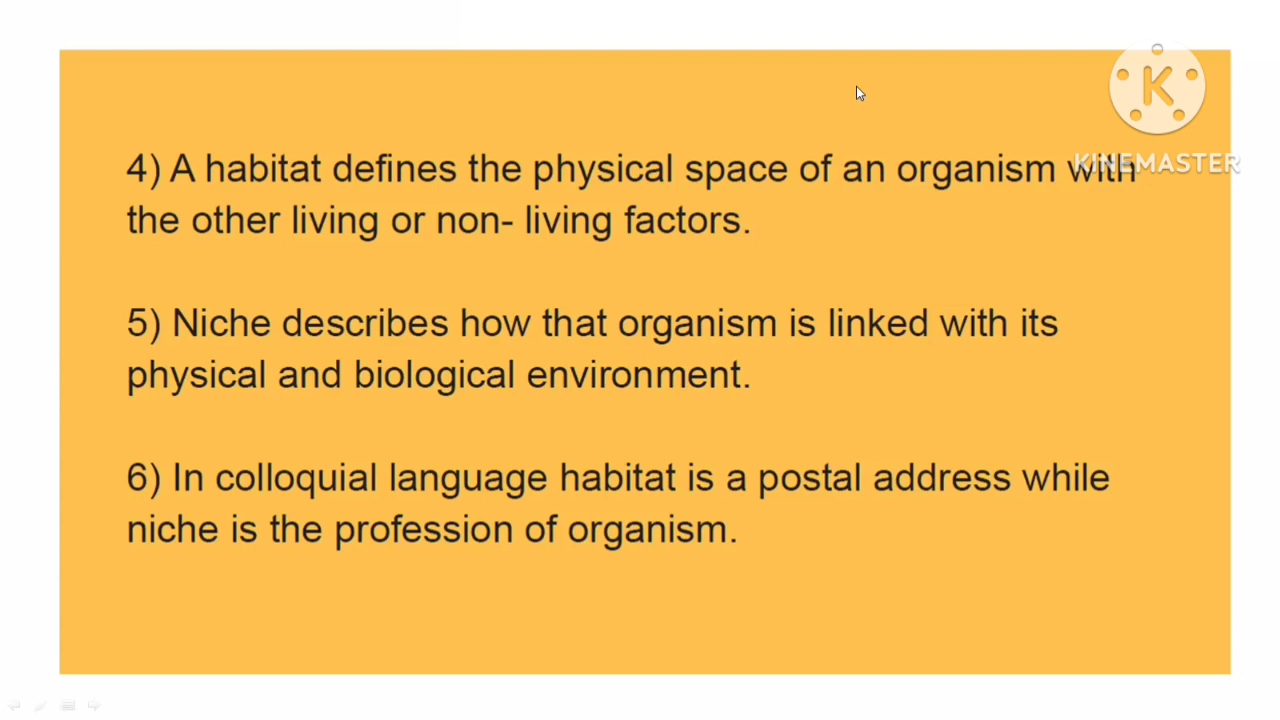 K
KINEMASTER
4) A habitat defines the physical space of an organism with
the other living or non- living factors.
5) Niche describes how that organism is linked with its
physical and biological environment.
6) In colloquial language habitat is a postal address while
niche is the profession of organism.